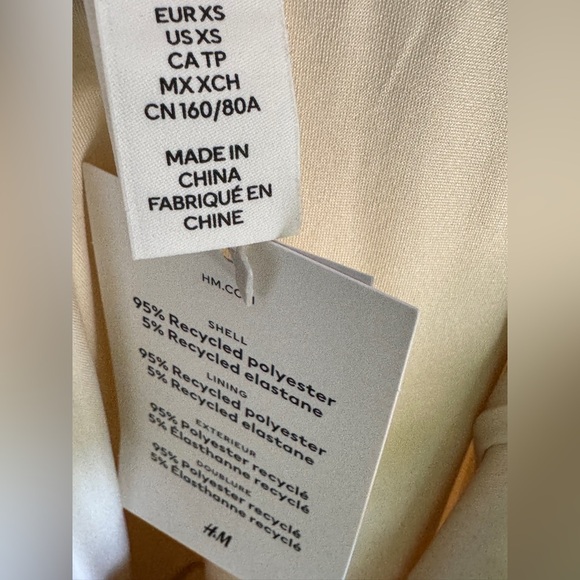 EUR XS
US XS
CA TP
MX XCH
CN 160/80A
MADE IN
CHINA
FABRIQUÉ EN
CHINE
SHELL
95% Recycled polyester
5% Recycled elastane
LINING
95% Recycled polyester
5% Recycled elastane
EXTERIEUR
95% Polyester recyclé
5% Élasthanne recyclé
DOUBLURE
95% Polyester recyclé
5% Élasthanne recyclé
H&M